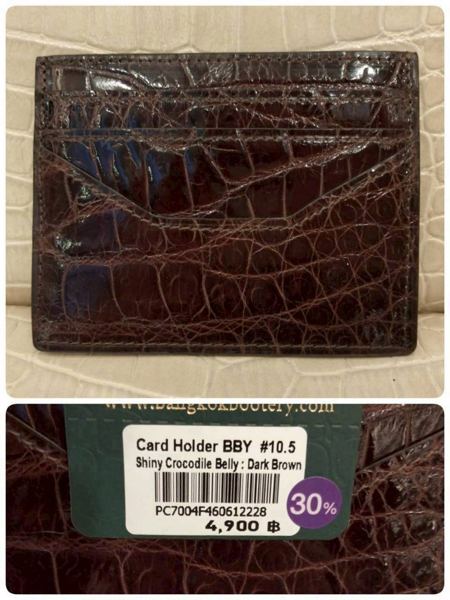 www.bangkokbootery.com
Card Holder BBY #10.5
Shiny Crocodile Belly : Dark Brown
PC7004F460612228
4,900 ฿
30%